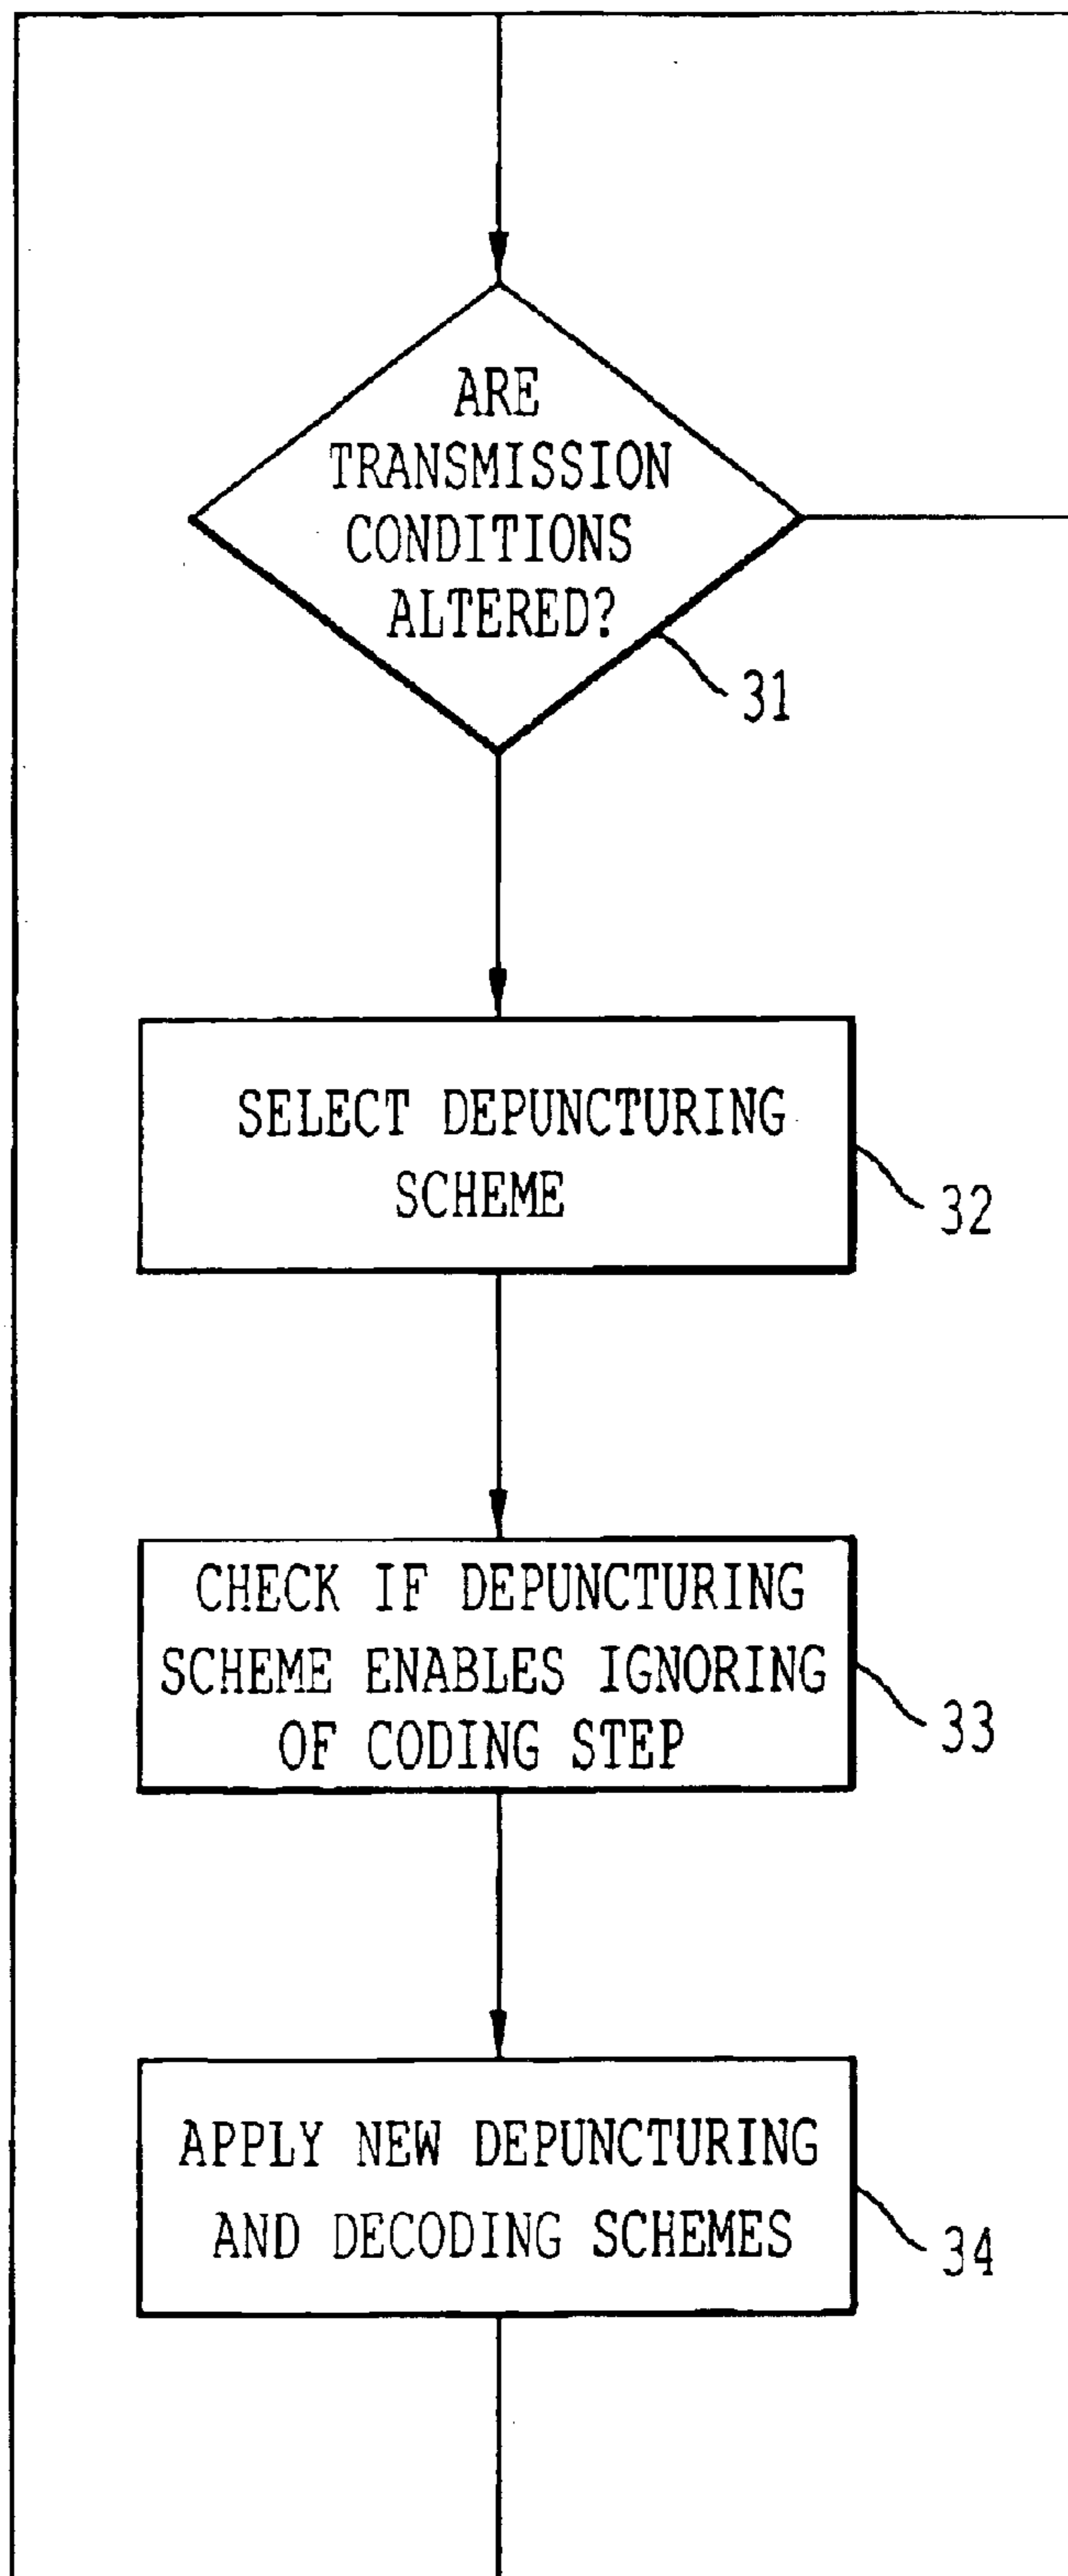 ARE
TRANSMISSION
CONDITIONS
ALTERED?
31
SELECT DEPUNCTURING
SCHEME
32
CHECK IF DEPUNCTURING
SCHEME ENABLES IGNORING
OF CODING STEP
33
APPLY NEW DEPUNCTURING
AND DECODING SCHEMES
34